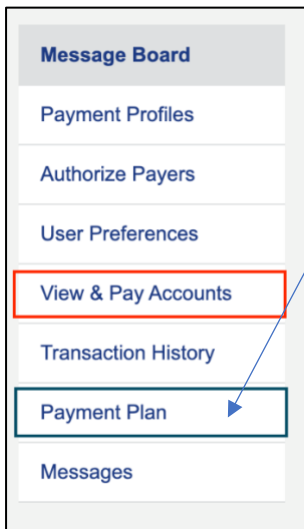 Message Board
Payment Profiles
Authorize Payers
User Preferences
View & Pay Accounts
Transaction History
Payment Plan
Messages